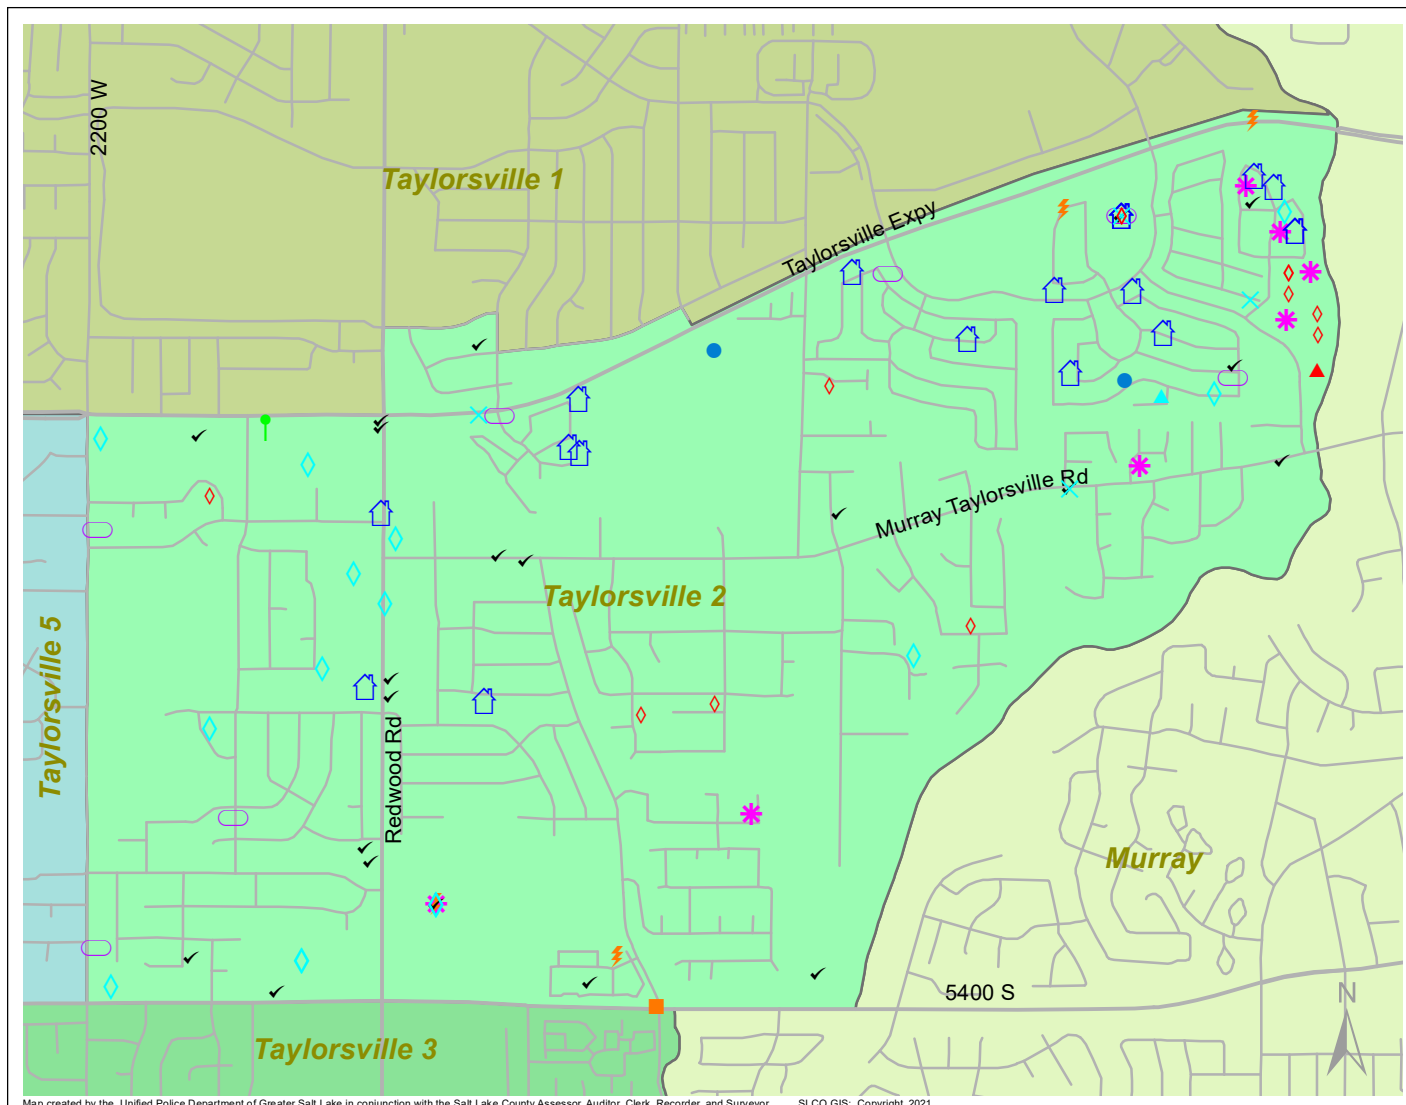 2200 W
Taylorsville 1
Taylorsville Expy
Murray Taylorsville Rd
Taylorsville 2
Taylorsville 5
Redwood Rd
Murray
5400 S
N
Taylorsville 3
Map created by the Unified Police Department of Greater Salt Lake in conjunction with the Salt Lake County Assessor, Auditor, Clerk, Recorder, and Surveyor. SLCO GIS: Copyright, 2021